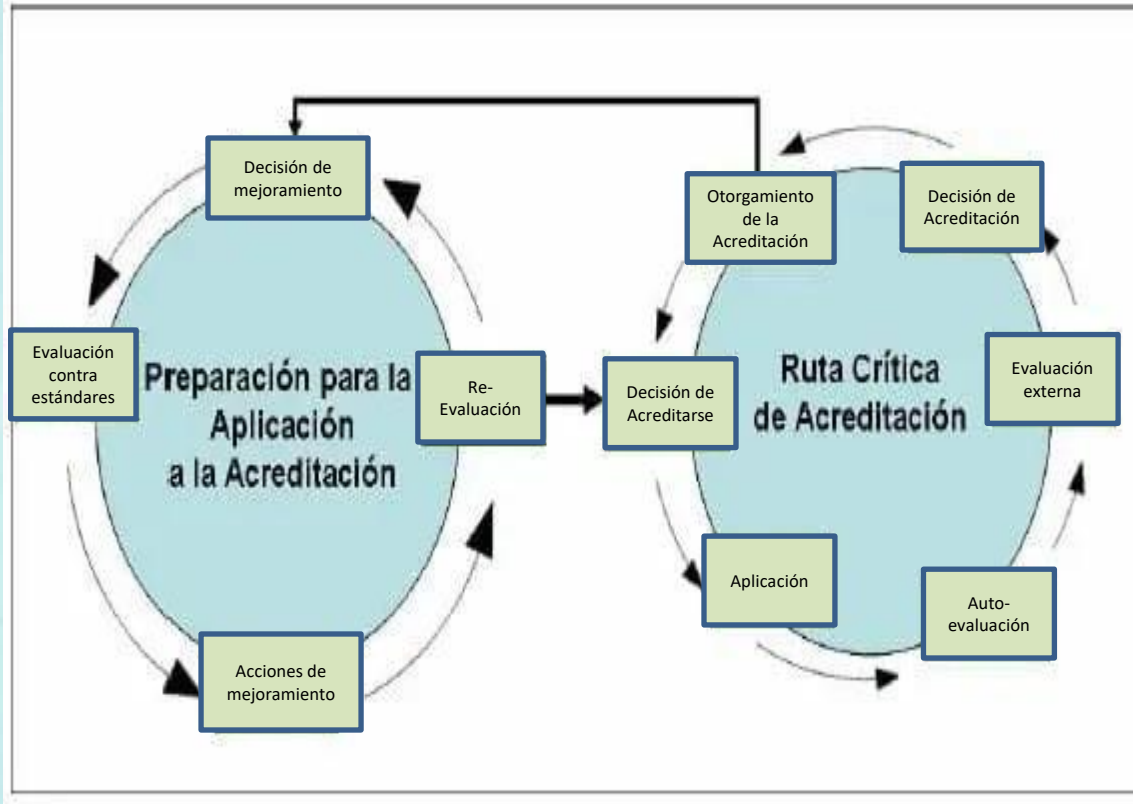 Decisión de
mejoramiento
Evaluación
contra
estándares
Preparación para la
Aplicación
a la Acreditación
Re-
Evaluación
Acciones de
mejoramiento
Otorgamiento
de la
Acreditación
Decisión de
Acreditación
Decisión de
Acreditarse
Ruta Crítica
de Acreditación
Evaluación
externa
Aplicación
Auto-
evaluación